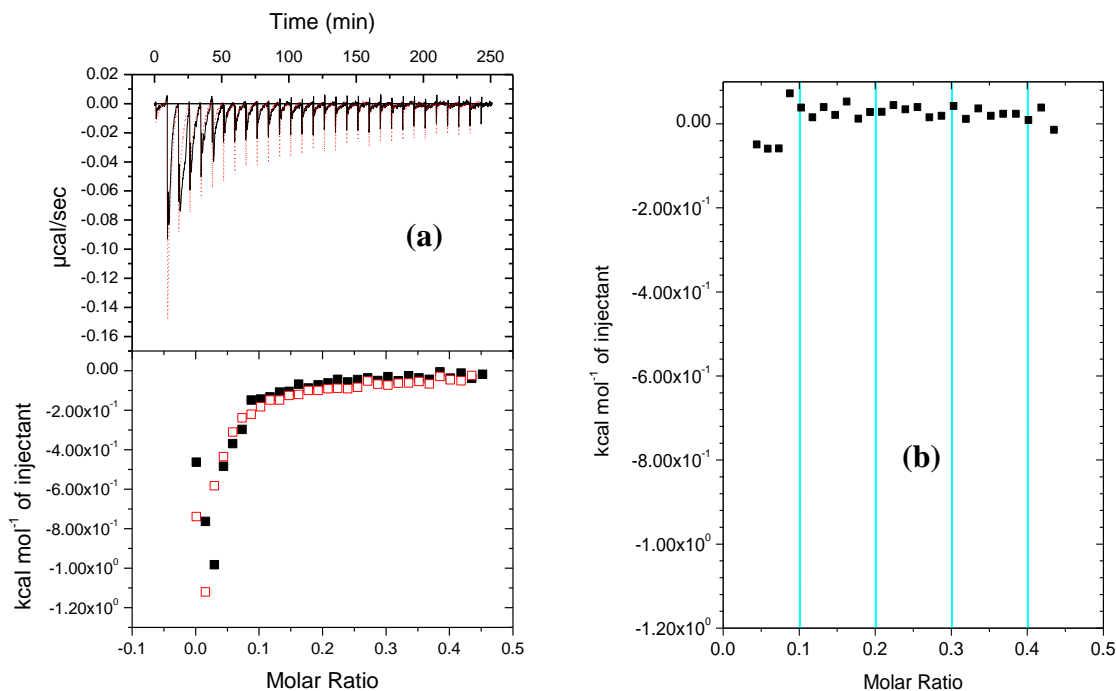 Time (min)
0 50 100 150 200 250
0.02
0.00
-0.02
-0.04
-0.06
-0.08
-0.10
-0.12
-0.14
-0.16
µcal/sec
(a)
0.00
-2.00x10⁻¹
-4.00x10⁻¹
-6.00x10⁻¹
-8.00x10⁻¹
-1.00x10⁰
-1.20x10⁰
kcal mol⁻¹ of injectant
-0.1 0.0 0.1 0.2 0.3 0.4 0.5
Molar Ratio
0.00
-2.00x10⁻¹
-4.00x10⁻¹
-6.00x10⁻¹
-8.00x10⁻¹
-1.00x10⁰
-1.20x10⁰
kcal mol⁻¹ of injectant
(b)
0.0 0.1 0.2 0.3 0.4 0.5
Molar Ratio